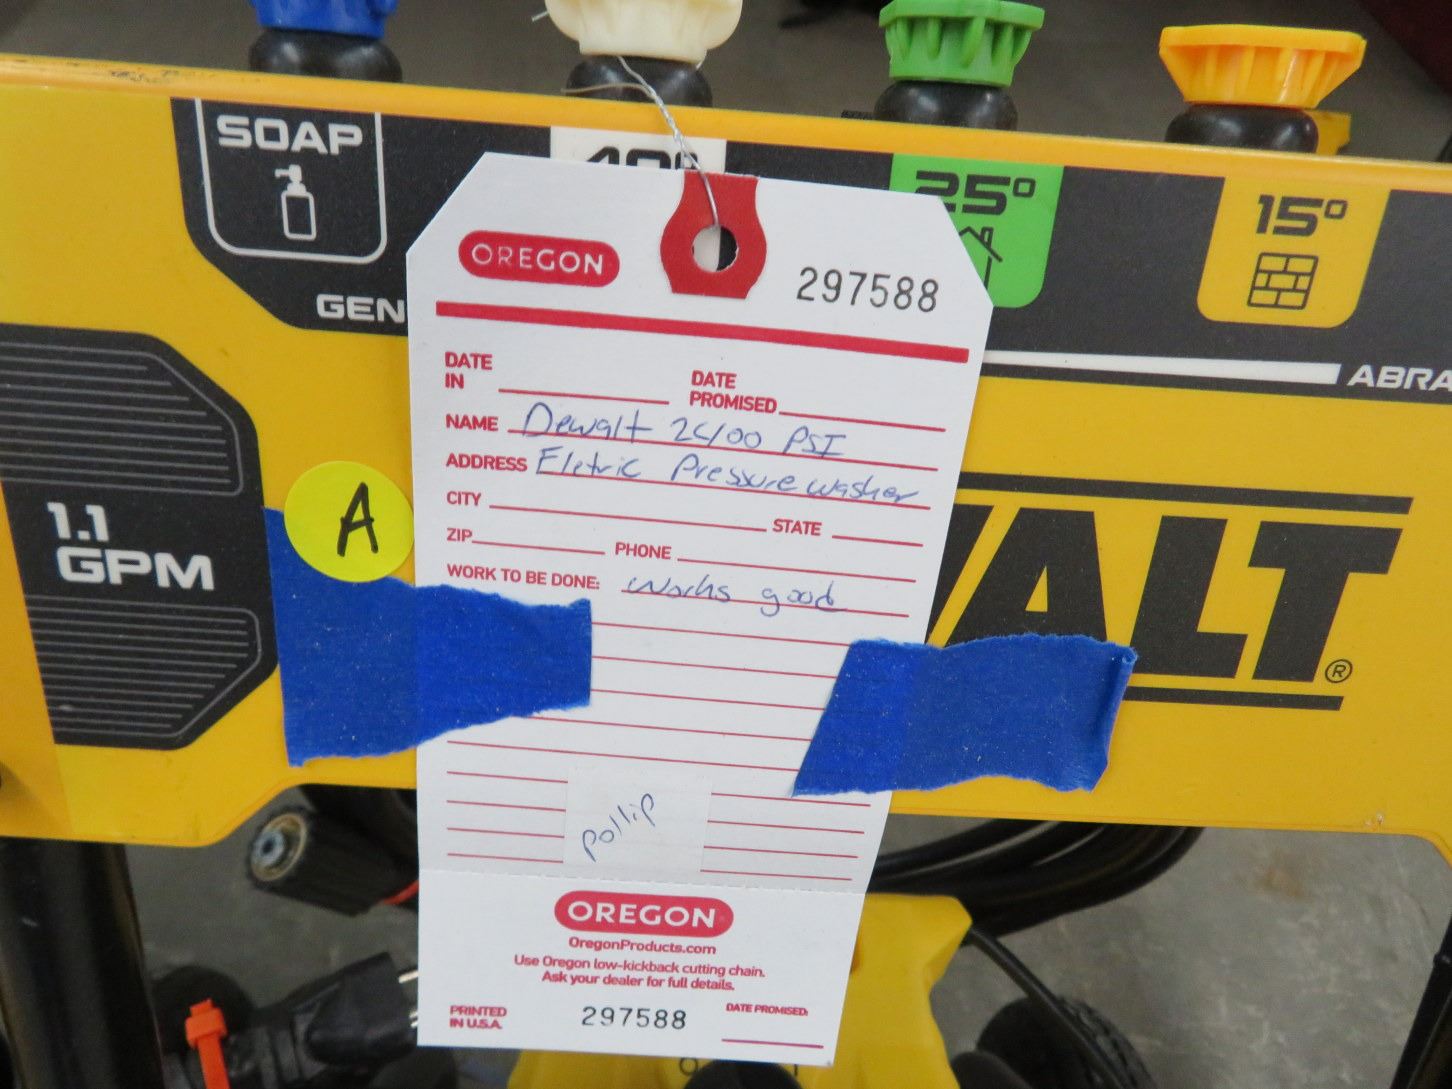 SOAP
25°
15°
GEN
ABRA
1.1
GPM
A
ALT®
OREGON
297588
DATE IN
DATE PROMISED
NAME Dewalt 2400 PSI
ADDRESS Eletric Pressure washer
CITY STATE
ZIP PHONE
WORK TO BE DONE: works good
pollip
OREGON
OregonProducts.com
Use Oregon low-kickback cutting chain.
Ask your dealer for full details.
PRINTED IN U.S.A.
297588
DATE PROMISED: